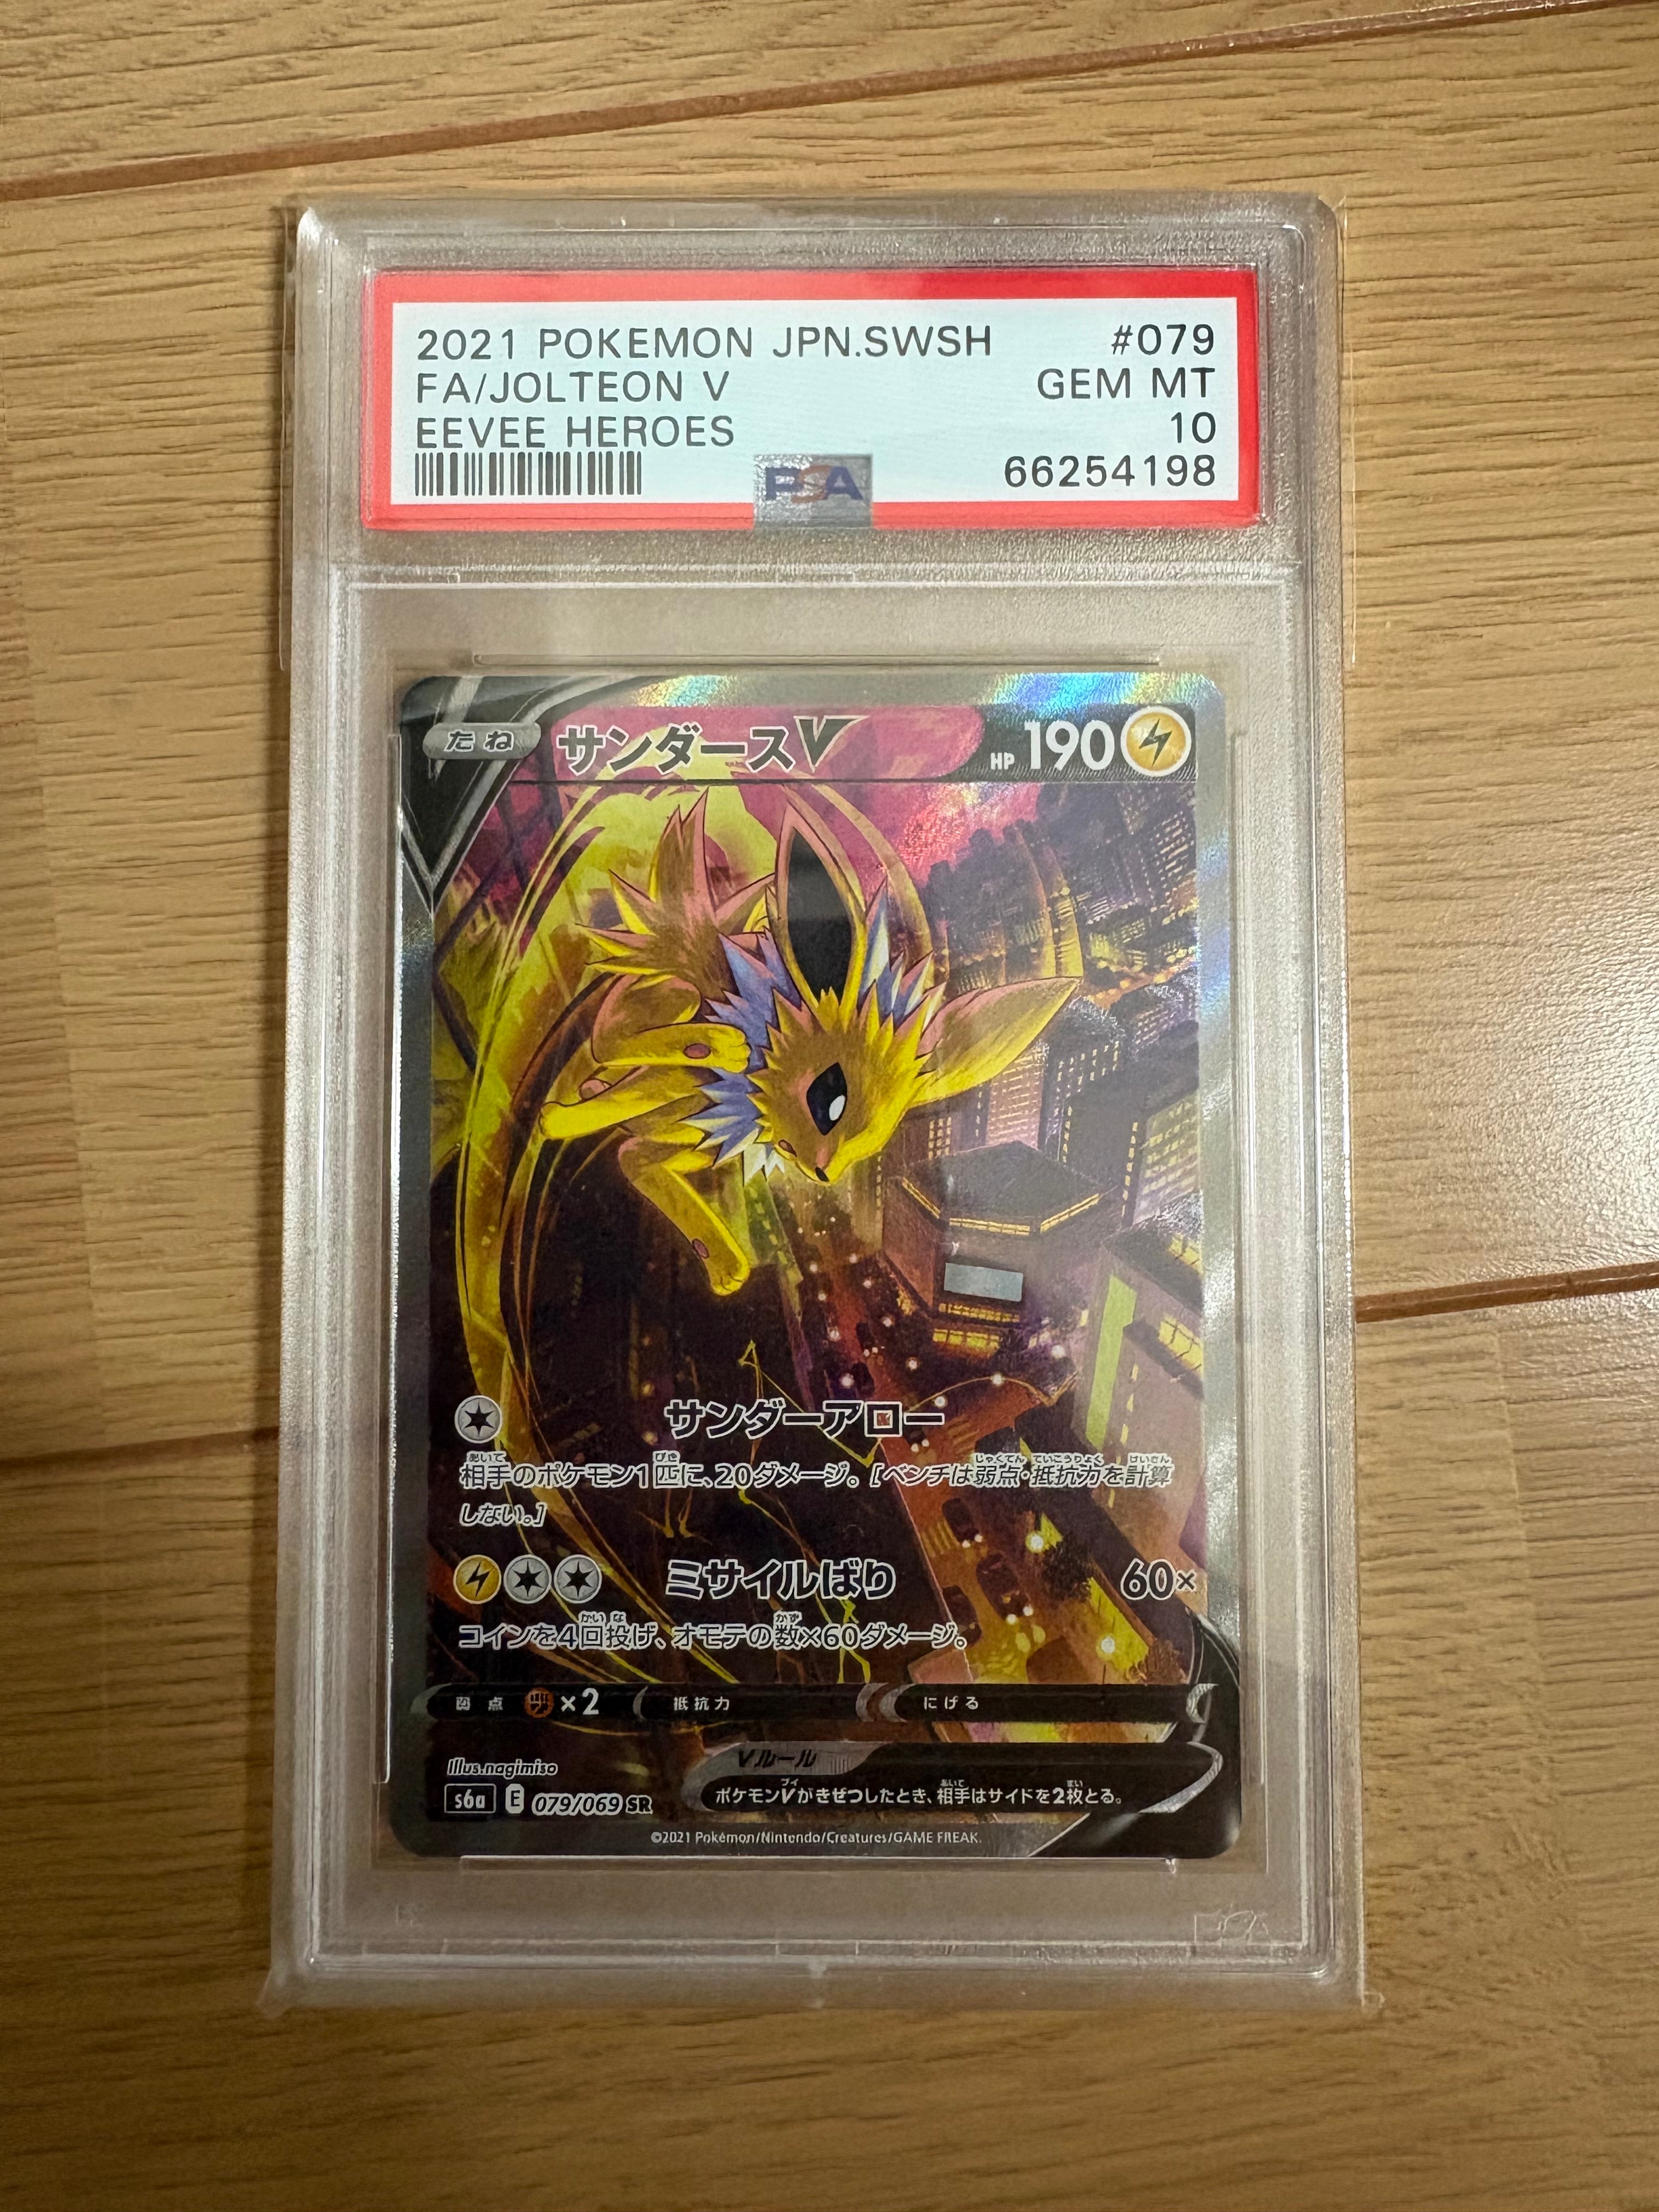 2021 POKEMON JPN.SWSH #079
FA/JOLTEON V GEM MT
EEVEE HEROES 10
66254198
PSA
たね サンダースV HP 190
サンダーアロー
相手のポケモン1匹に、20ダメージ。[ベンチは弱点・抵抗力を計算
しない。]
ミサイルばり 60×
コインを4回投げ、オモテの数×60ダメージ。
弱点 ×2 抵抗力 にげる
Illus.nagimiso
Vルール
ポケモンVがきぜつしたとき、相手はサイドを2枚とる。
s6a E 079/069 SR
©2021 Pokémon/Nintendo/Creatures/GAME FREAK.